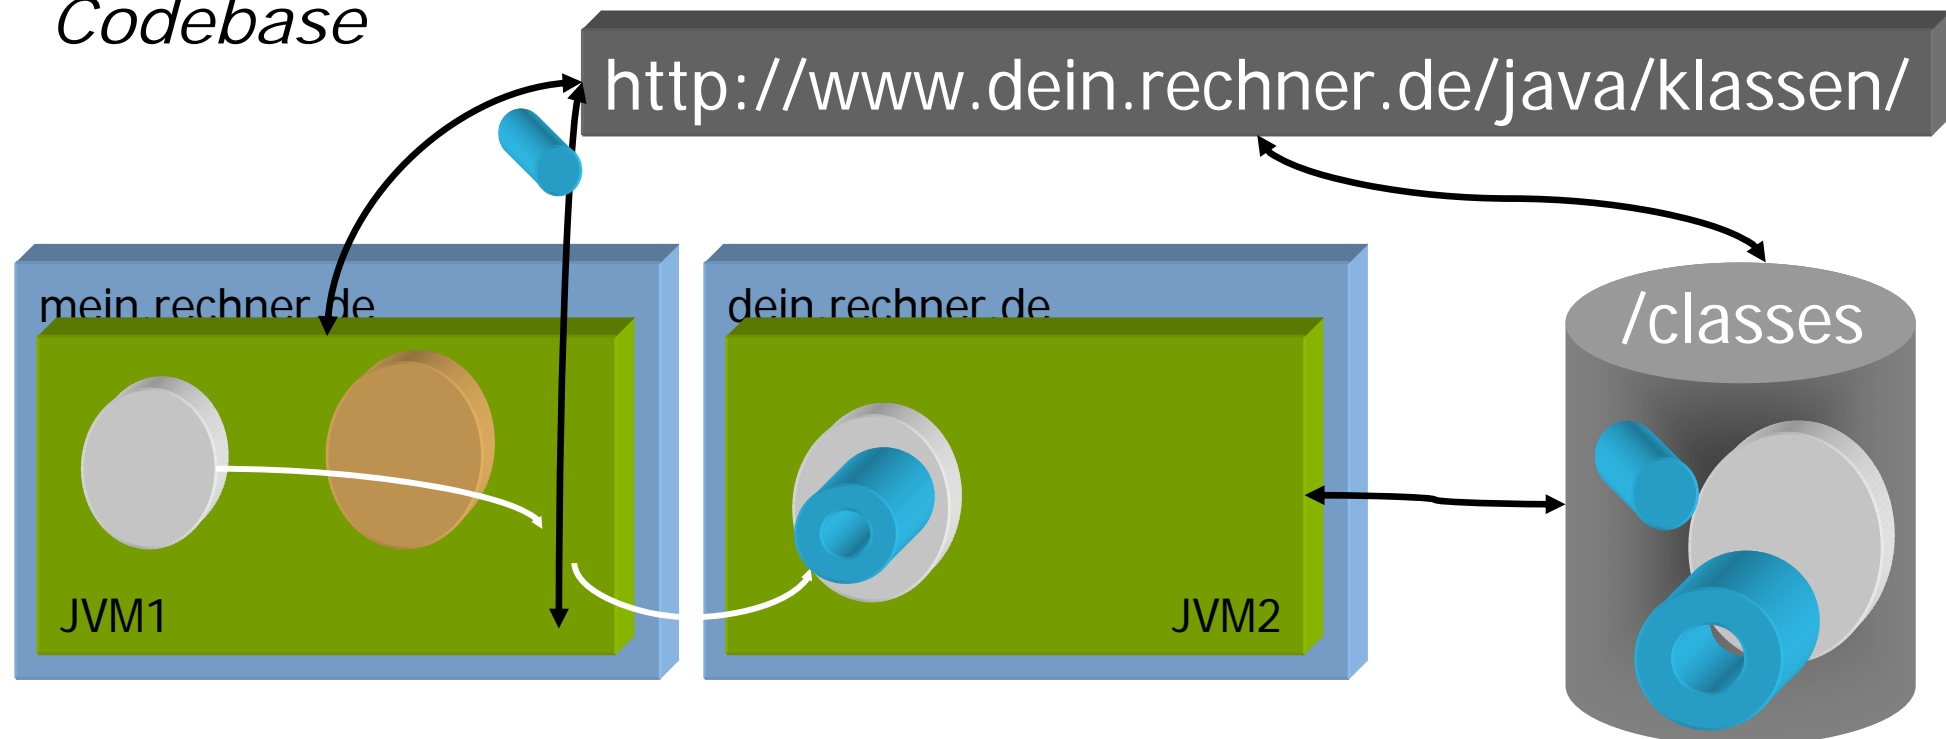 Codebase
http://www.dein.rechner.de/java/klassen/
mein.rechner.de
dein.rechner.de
/classes
JVM1
JVM2